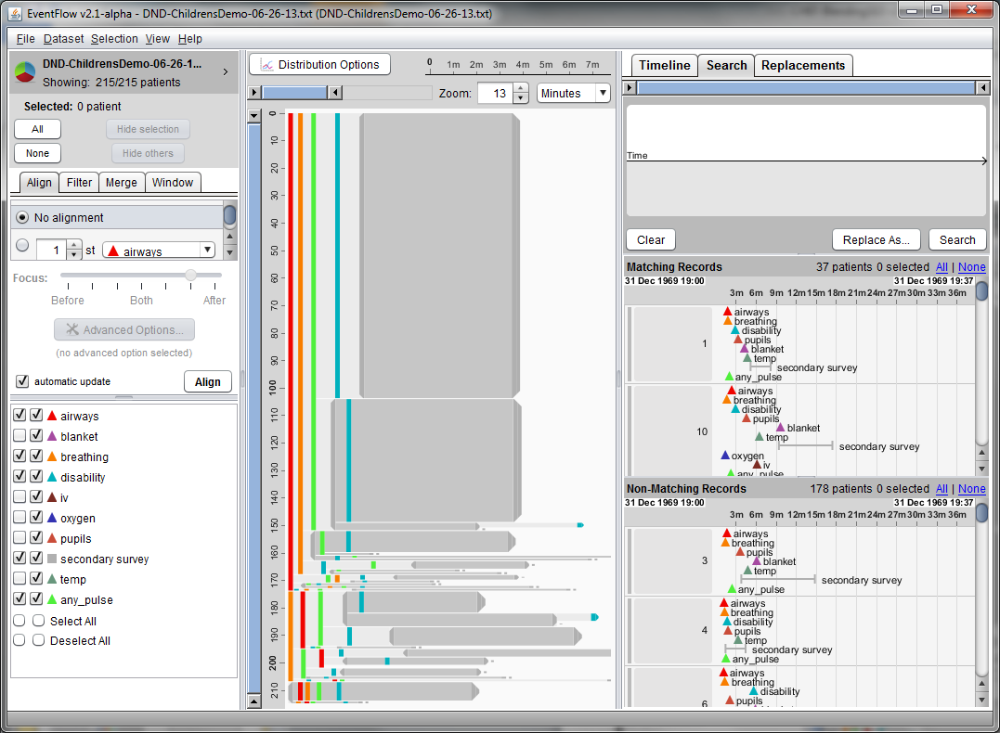 EventFlow v2.1-alpha - DND-ChildrensDemo-06-26-13.txt (DND-ChildrensDemo-06-26-13.txt)
File Dataset Selection View Help
DND-ChildrensDemo-06-26-1...
Showing: 215/215 patients
Selected: 0 patient
All Hide selection
None Hide others
Align Filter Merge Window
No alignment
1 st airways
Focus:
Before Both After
Advanced Options...
(no advanced option selected)
automatic update Align
airways
blanket
breathing
disability
iv
oxygen
pupils
secondary survey
temp
any_pulse
Select All
Deselect All
Distribution Options
0 1m 2m 3m 4m 5m 6m 7m
Zoom: 13 Minutes
0
10
20
30
40
50
60
70
80
90
100
110
120
130
140
150
160
170
180
190
200
210
Timeline Search Replacements
Time
Clear Replace As... Search
Matching Records 37 patients 0 selected All | None
31 Dec 1969 19:00 31 Dec 1969 19:37
3m 6m 9m 12m 15m 18m 21m 24m 27m 30m 33m 36m
airways
breathing
disability
pupils
1 blanket
temp
secondary survey
any_pulse
airways
breathing
disability
pupils
10 blanket
temp
secondary survey
oxygen
iv
any_pulse
Non-Matching Records 178 patients 0 selected All | None
31 Dec 1969 19:00 31 Dec 1969 19:37
3m 6m 9m 12m 15m 18m 21m 24m 27m 30m 33m 36m
airways
breathing
pupils
3 blanket
temp
secondary survey
any_pulse
airways
breathing
disability
4 pupils
temp
secondary survey
any_pulse
airways
breathing
disability
6 pupils